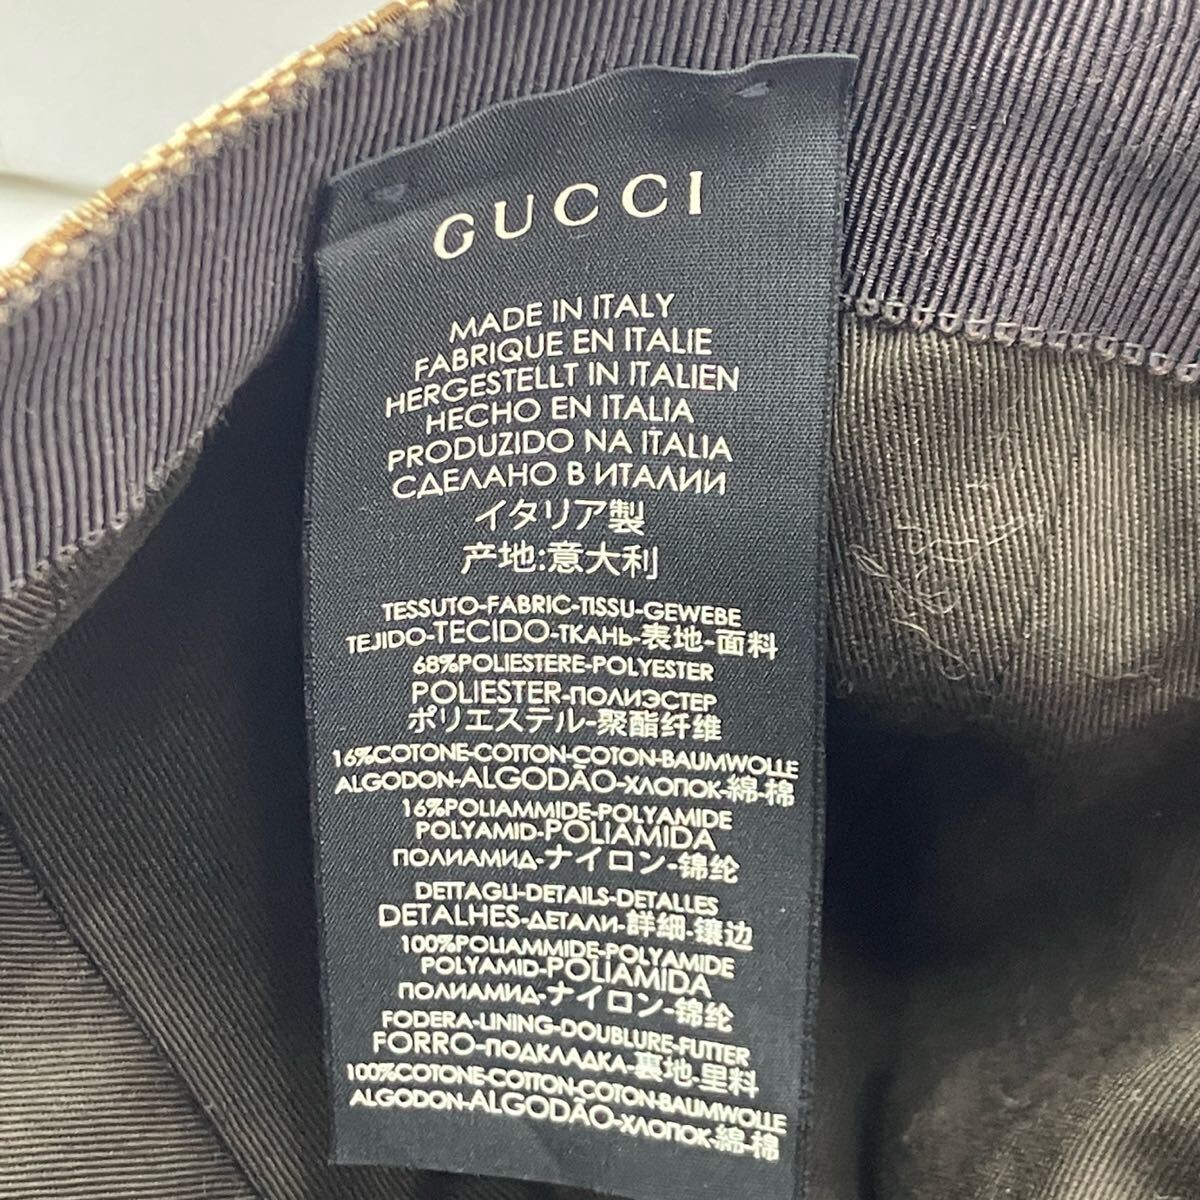 GUCCI
MADE IN ITALY
FABRIQUE EN ITALIE
HERGESTELLT IN ITALIEN
HECHO EN ITALIA
PRODUZIDO NA ITALIA
СДЕЛАНО В ИТАЛИИ
イタリア製
产地:意大利
TESSUTO-FABRIC-TISSU-GEWEBE
TEJIDO-TECIDO-ТКАНЬ-表地-面料
68%POLIESTERE-POLYESTER
POLIESTER-ПОЛИЭСТЕР
ポリエステル-聚酯纤维
16%COTONE-COTTON-COTON-BAUMWOLLE
ALGODON-ALGODÃO-ХЛОПОК-綿-棉
16%POLIAMMIDE-POLYAMIDE
POLYAMID-POLIAMIDA
ПОЛИАМИД-ナイロン-锦纶
DETTAGLI-DETAILS-DETALLES
DETALHES-ДЕТАЛИ-詳細-镶边
100%POLIAMMIDE-POLYAMIDE
POLYAMID-POLIAMIDA
ПОЛИАМИД-ナイロン-锦纶
FODERA-LINING-DOUBLURE-FUTTER
FORRO-ПОДКЛАДКА-裏地-里料
100%COTONE-COTTON-COTON-BAUMWOLLE
ALGODON-ALGODÃO-ХЛОПОК-綿-棉